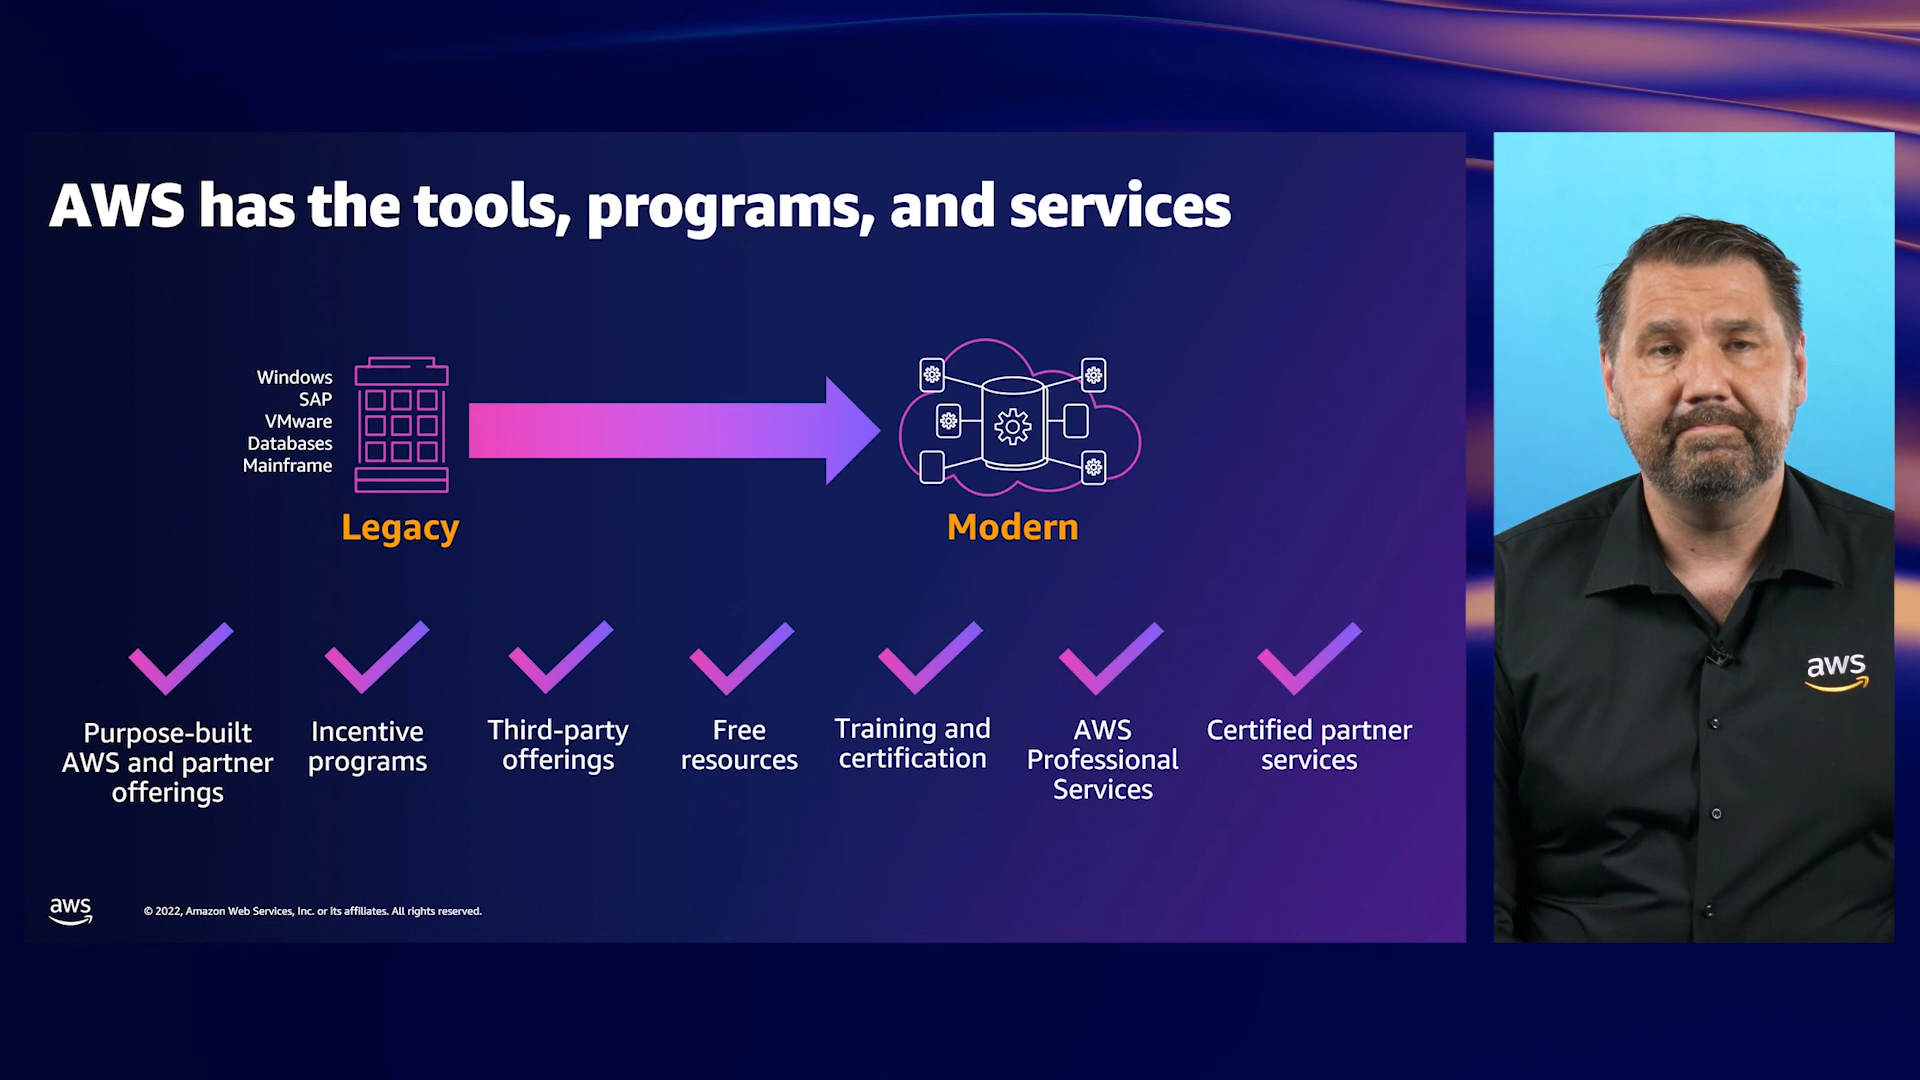 AWS has the tools, programs, and services
Windows
SAP
VMware
Databases
Mainframe
Legacy
Modern
Purpose-built
AWS and partner
offerings
Incentive
programs
Third-party
offerings
Free
resources
Training and
certification
AWS
Professional
Services
Certified partner
services
aws
© 2022, Amazon Web Services, Inc. or its affiliates. All rights reserved.
aws